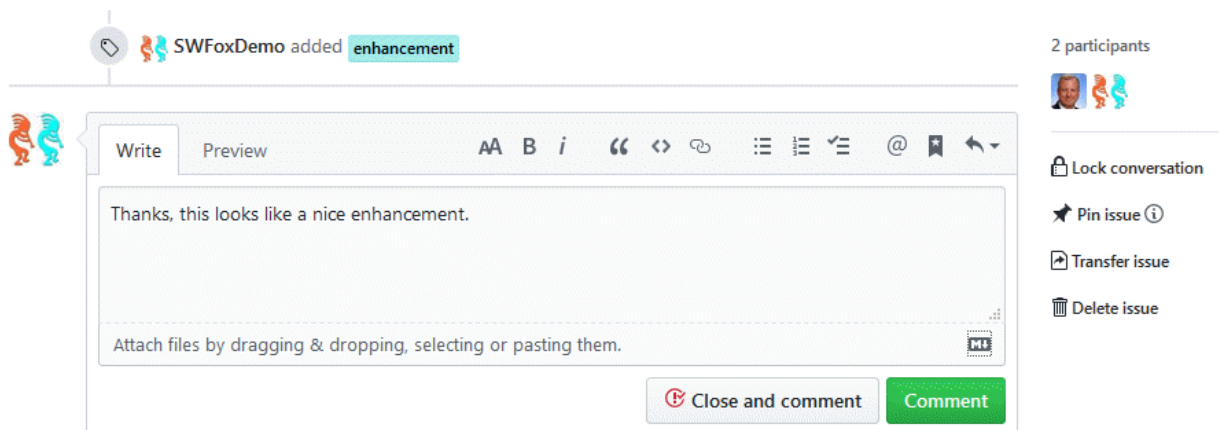 SWFoxDemo added enhancement
2 participants
Write Preview AA B i “ <> @
Thanks, this looks like a nice enhancement.
Attach files by dragging & dropping, selecting or pasting them. M↓
Close and comment Comment
Lock conversation
Pin issue
Transfer issue
Delete issue